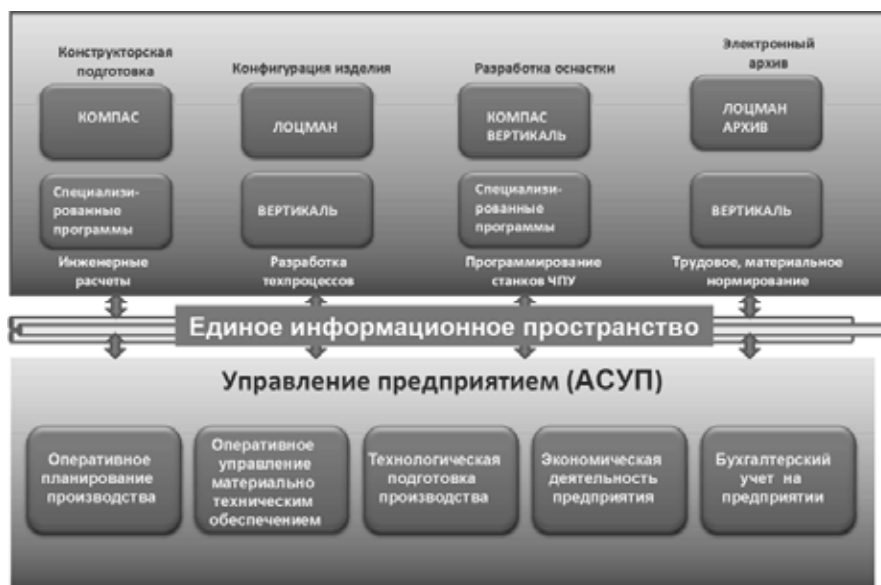 Конструкторская
подготовка
Конфигурация изделия
Разработка оснастки
Электронный
архив
КОМПАС
ЛОЦМАН
КОМПАС
ВЕРТИКАЛЬ
ЛОЦМАН
АРХИВ
Специализи-
рованные
программы
ВЕРТИКАЛЬ
Специализи-
рованные
программы
ВЕРТИКАЛЬ
Инженерные
расчеты
Разработка
техпроцессов
Программирование
станков ЧПУ
Трудовое, материальное
нормирование
Единое информационное пространство
Управление предприятием (АСУП)
Оперативное
планирование
производства
Оперативное
управление
материально
техническим
обеспечением
Технологическая
подготовка
производства
Экономическая
деятельность
предприятия
Бухгалтерский
учет на
предприятии